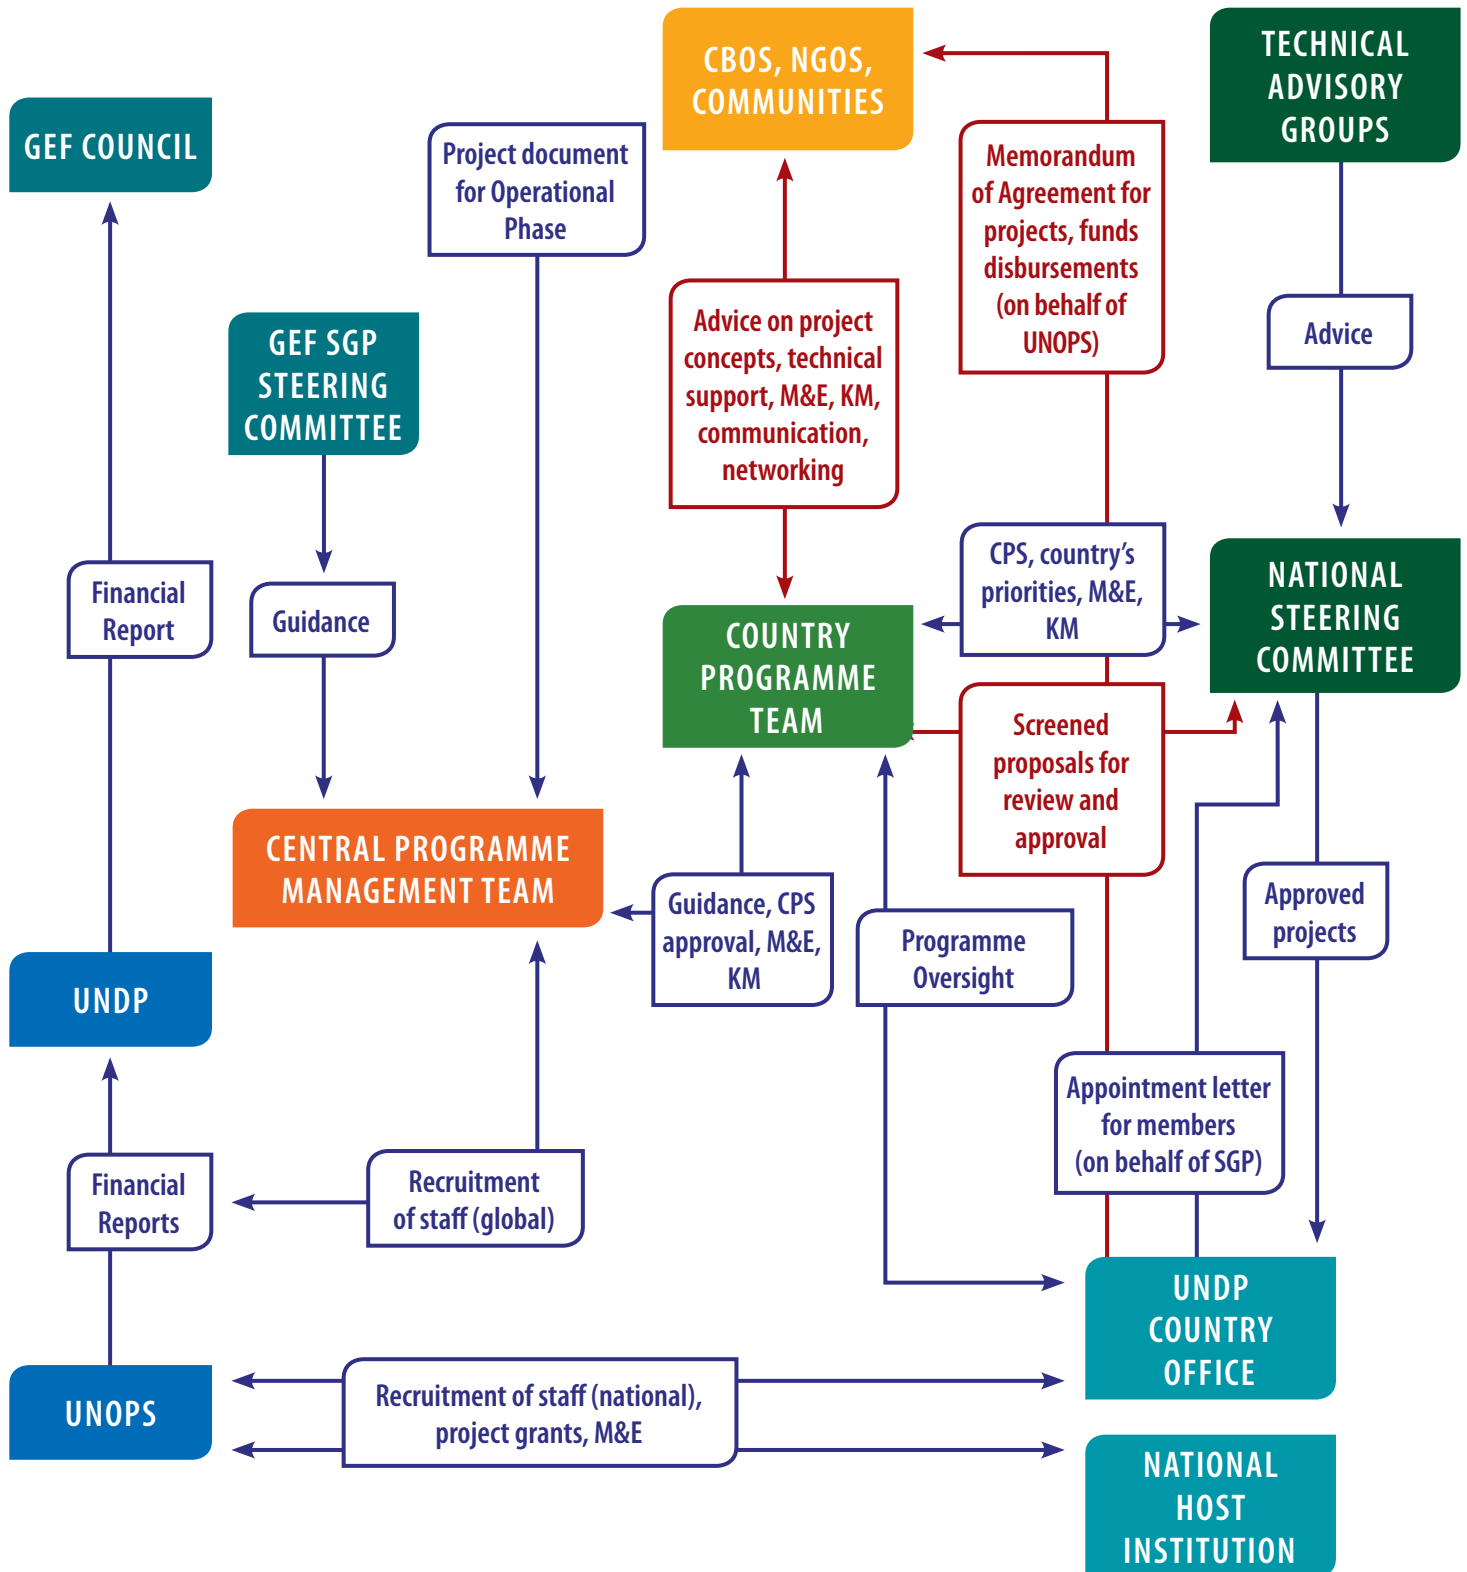 CBOS, NGOS,
COMMUNITIES
TECHNICAL
ADVISORY
GROUPS
GEF COUNCIL
Project document
for Operational
Phase
Memorandum
of Agreement for
projects, funds
disbursements
(on behalf of
UNOPS)
Advice on project
concepts, technical
support, M&E, KM,
communication,
networking
Advice
GEF SGP
STEERING
COMMITTEE
Financial
Report
Guidance
CPS, country’s
priorities, M&E,
KM
NATIONAL
STEERING
COMMITTEE
COUNTRY
PROGRAMME
TEAM
Screened
proposals for
review and
approval
CENTRAL PROGRAMME
MANAGEMENT TEAM
Guidance, CPS
approval, M&E,
KM
Programme
Oversight
Approved
projects
UNDP
Appointment letter
for members
(on behalf of SGP)
Financial
Reports
Recruitment
of staff (global)
UNDP
COUNTRY
OFFICE
UNOPS
Recruitment of staff (national),
project grants, M&E
NATIONAL
HOST
INSTITUTION